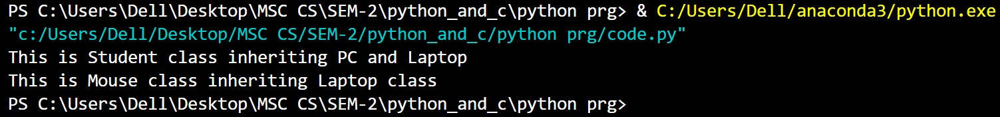 PS C:\Users\Dell\Desktop\MSC CS\SEM-2\python_and_c\python prg> & C:/Users/Dell/anaconda3/python.exe
"c:/Users/Dell/Desktop/MSC CS/SEM-2/python_and_c/python prg/code.py"
This is Student class inheriting PC and Laptop
This is Mouse class inheriting Laptop class
PS C:\Users\Dell\Desktop\MSC CS\SEM-2\python_and_c\python prg>